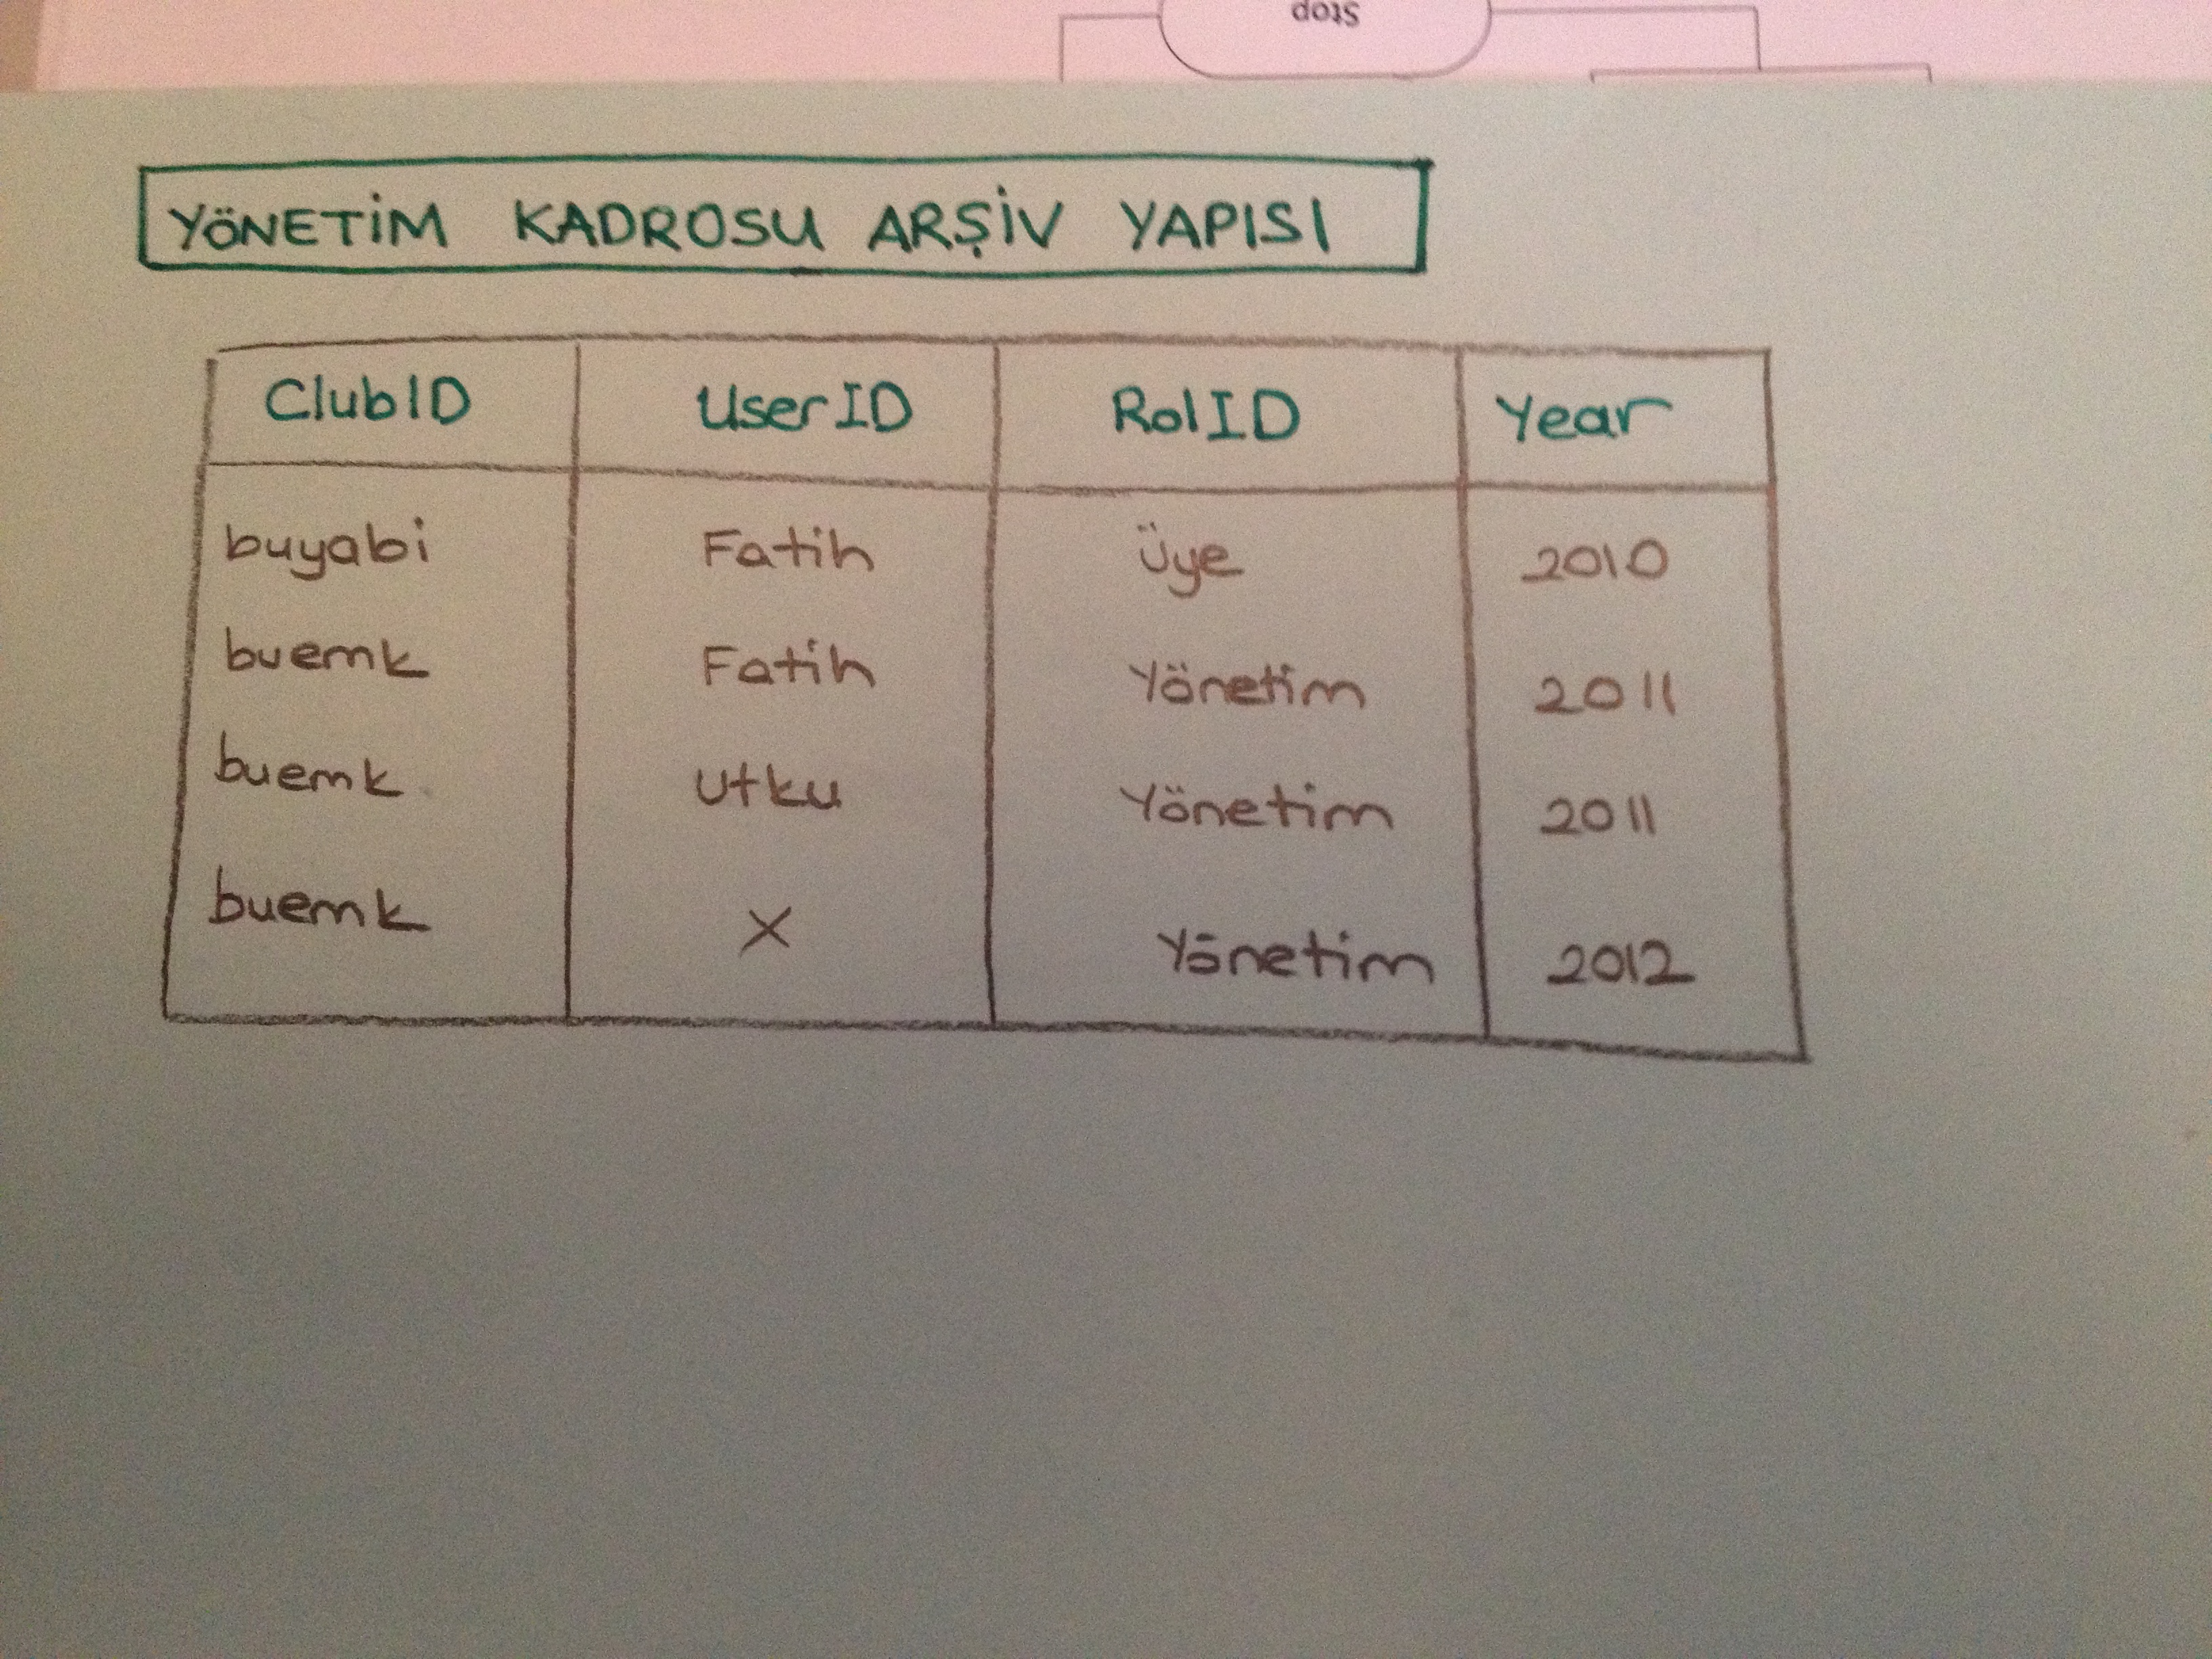 Stop
YÖNETİM KADROSU ARŞİV YAPISI
ClubID UserID RolID Year
buyabi Fatih Üye 2010
buemk Fatih Yönetim 2011
buemk Utku Yönetim 2011
buemk X Yönetim 2012